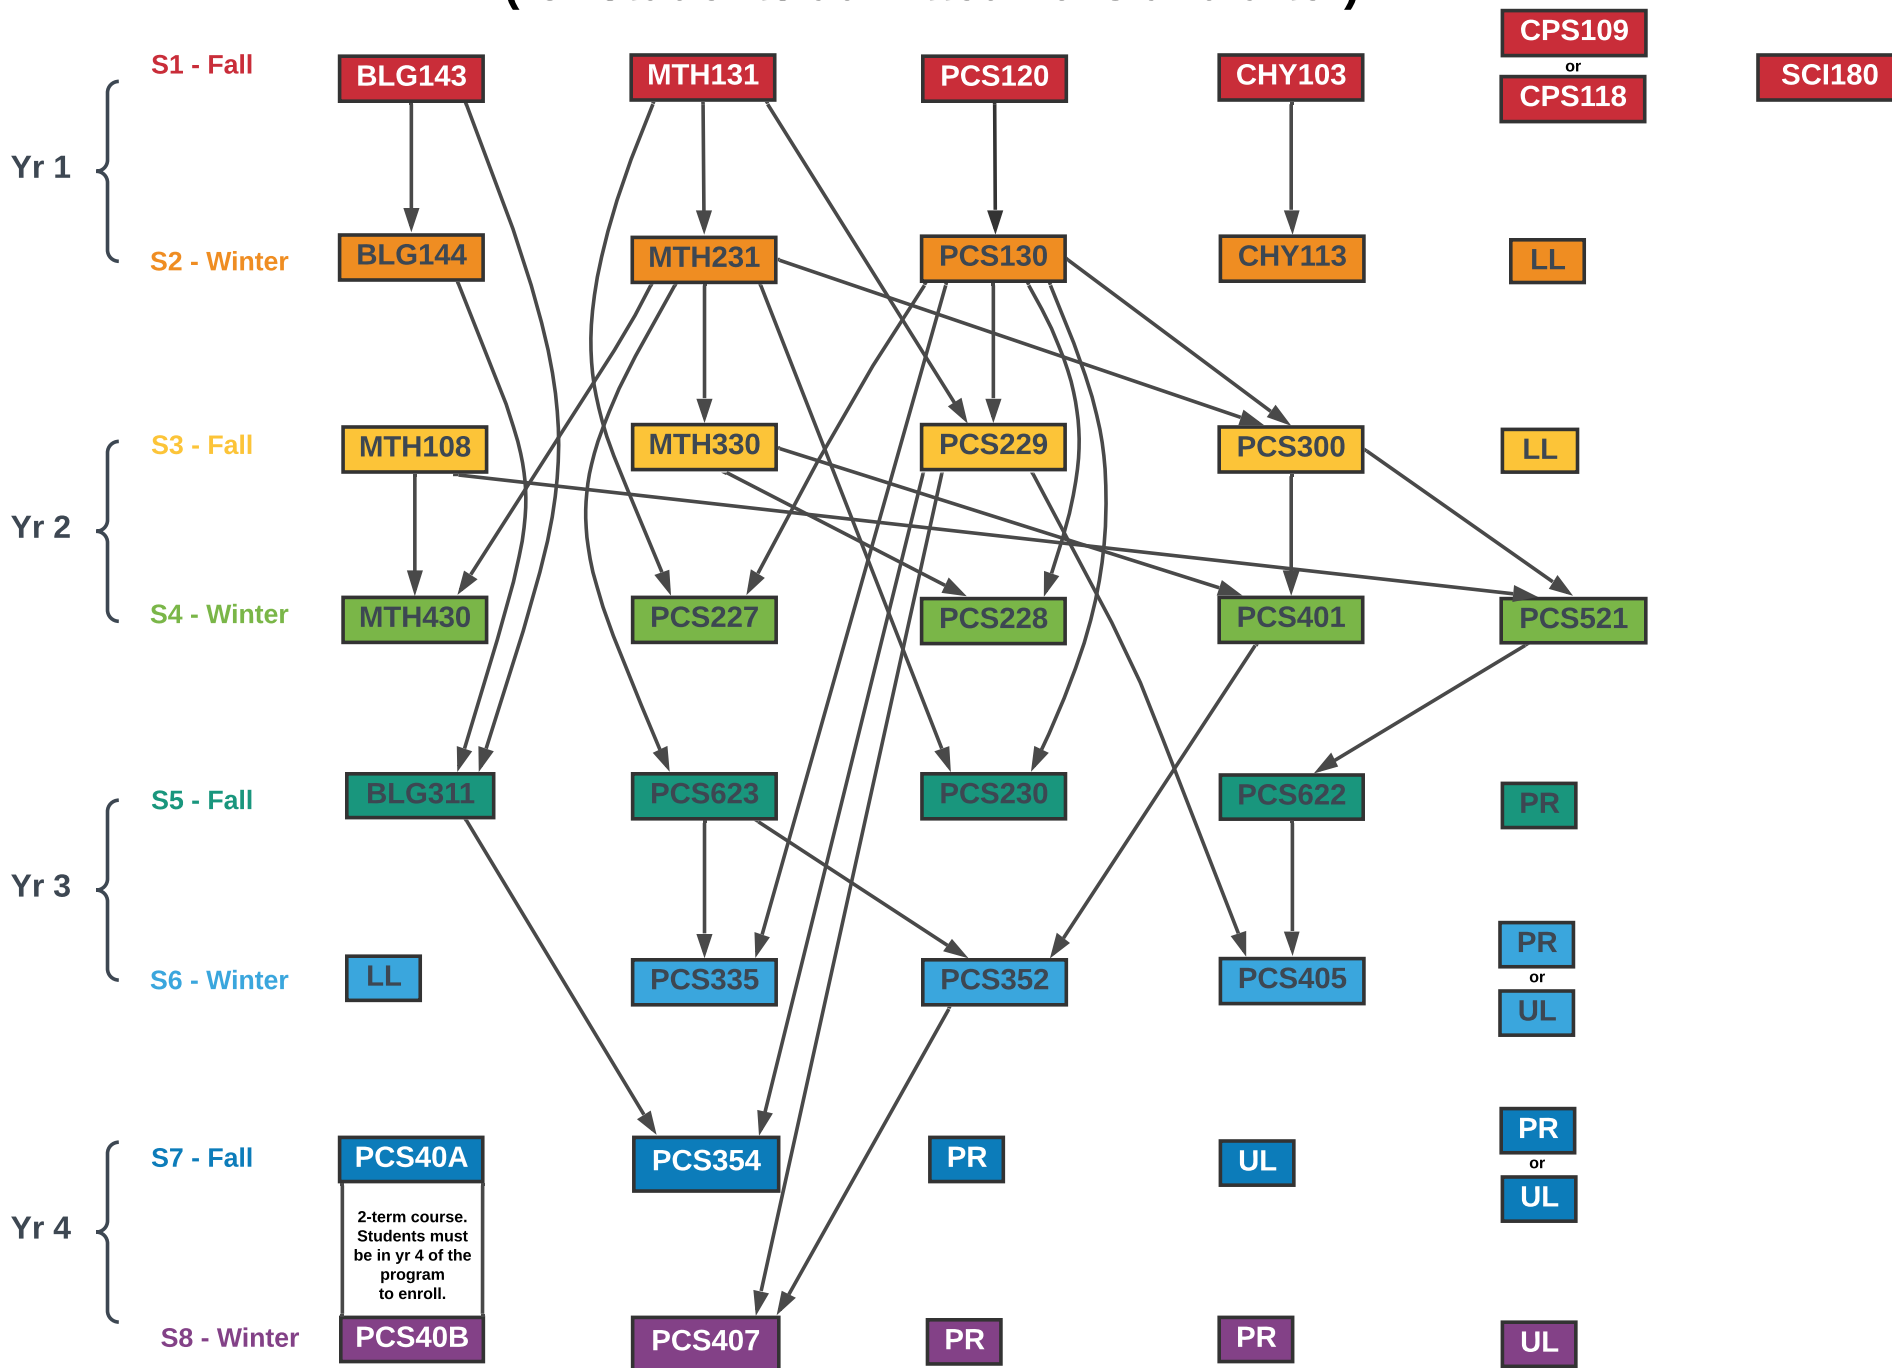 S1 - Fall
BLG143
MTH131
PCS120
CHY103
CPS109
or
CPS118
SCI180
Yr 1
S2 - Winter
BLG144
MTH231
PCS130
CHY113
LL
S3 - Fall
MTH108
MTH330
PCS229
PCS300
LL
Yr 2
S4 - Winter
MTH430
PCS227
PCS228
PCS401
PCS521
S5 - Fall
BLG311
PCS623
PCS230
PCS622
PR
Yr 3
S6 - Winter
LL
PCS335
PCS352
PCS405
PR
or
UL
S7 - Fall
PCS40A
PCS354
PR
UL
PR
or
UL
Yr 4
2-term course.
Students must
be in yr 4 of the
program
to enroll.
S8 - Winter
PCS40B
PCS407
PR
PR
UL